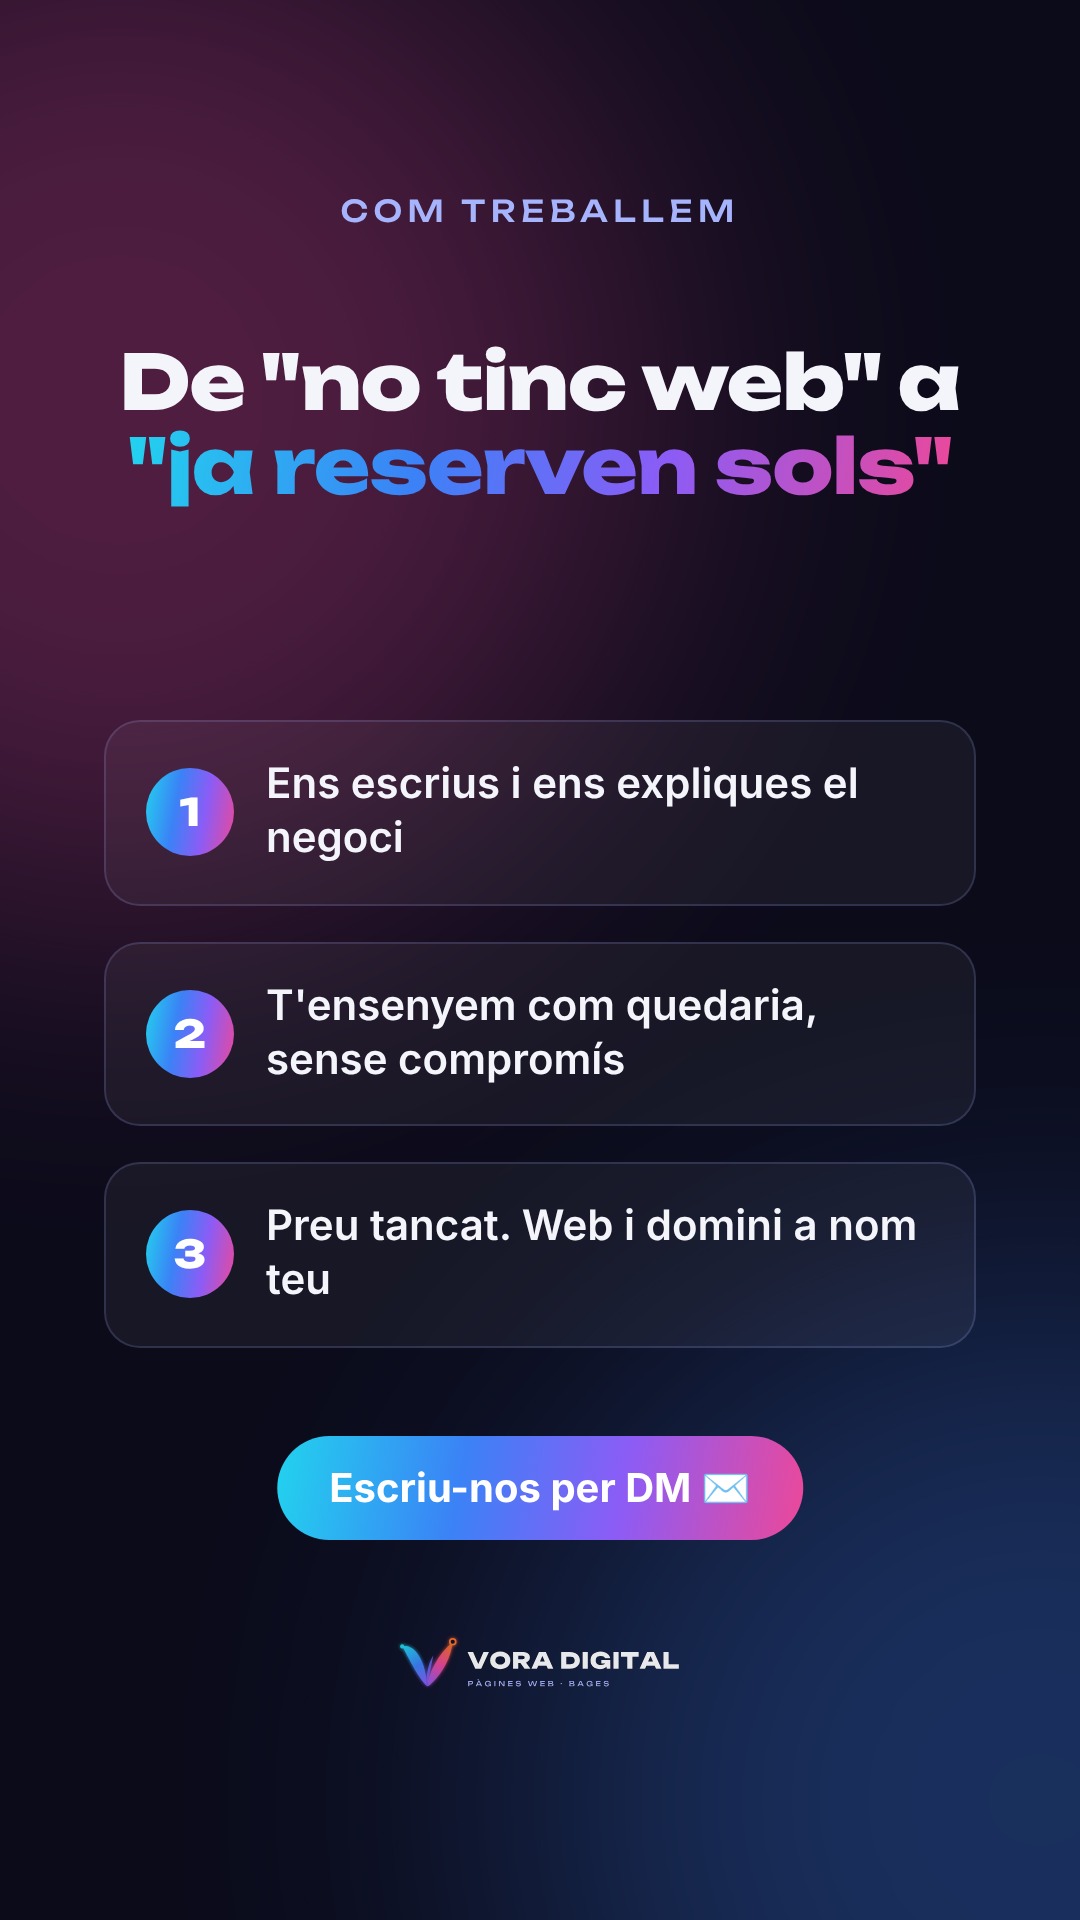 COM TREBALLEM
De "no tinc web" a
"ja reserven sols"
1
Ens escrius i ens expliques el
negoci
2
T'ensenyem com quedaria,
sense compromís
3
Preu tancat. Web i domini a nom
teu
Escriu-nos per DM ✉️
VORA DIGITAL
PÀGINES WEB · BAGES